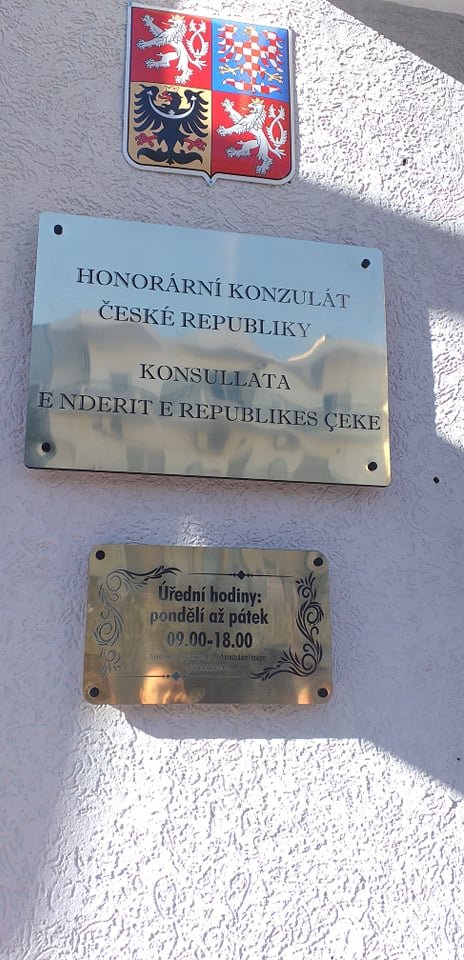 HONORÁRNÍ KONZULÁT
ČESKÉ REPUBLIKY
KONSULLATA
E NDERIT E REPUBLIKES ÇEKE
Úřední hodiny:
pondělí až pátek
09.00-18.00